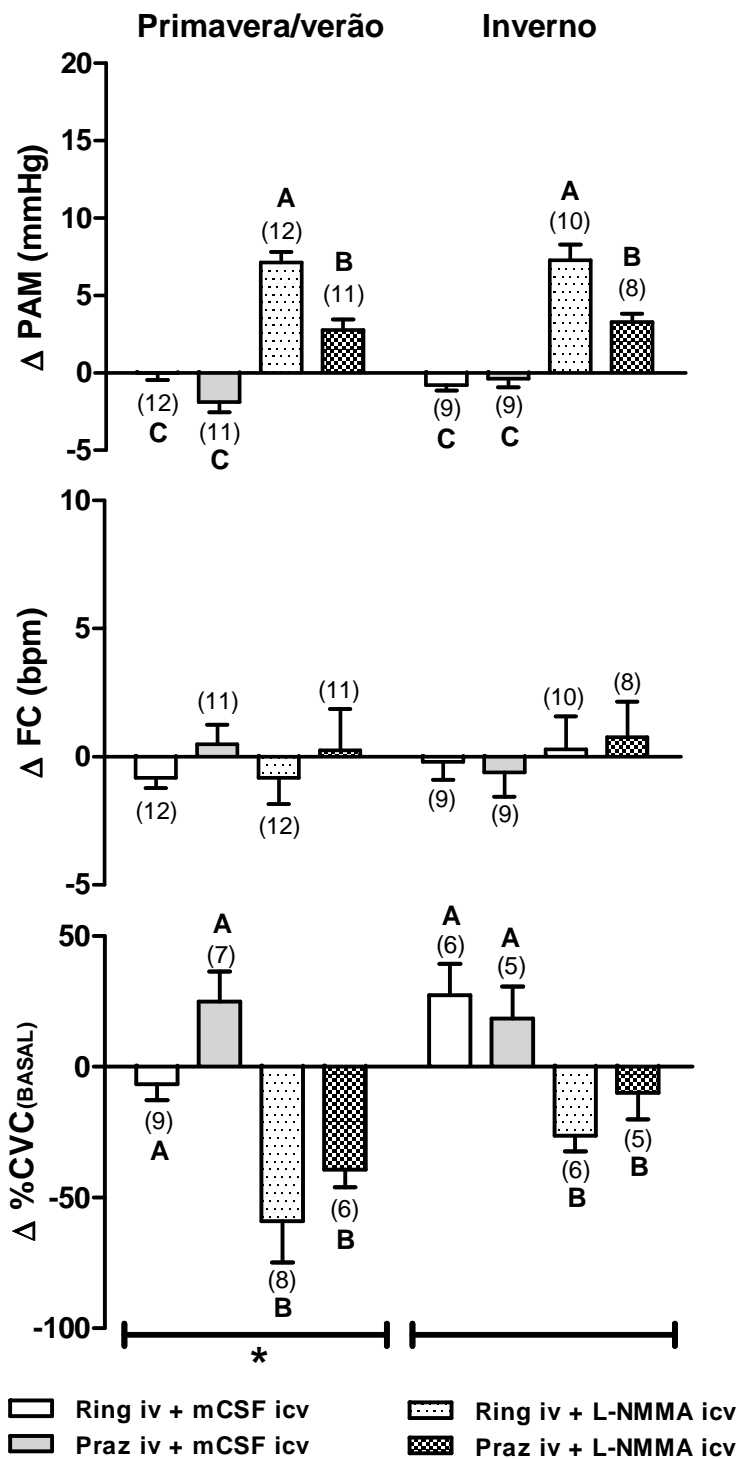 Primavera/verão Inverno
Δ PAM (mmHg)
20
15
10
5
0
-5
A
(12)
B
(11)
A
(10)
B
(8)
(12)
C
(11)
C
(9)
C
(9)
C
Δ FC (bpm)
10
5
0
-5
(11)
(11)
(10)
(8)
(12)
(12)
(9)
(9)
Δ %CVC(BASAL)
50
0
-50
-100
A
(7)
A
(6)
A
(5)
(9)
A
(8)
B
(6)
B
(6)
B
(5)
B
*
Ring iv + mCSF icv
Praz iv + mCSF icv
Ring iv + L-NMMA icv
Praz iv + L-NMMA icv